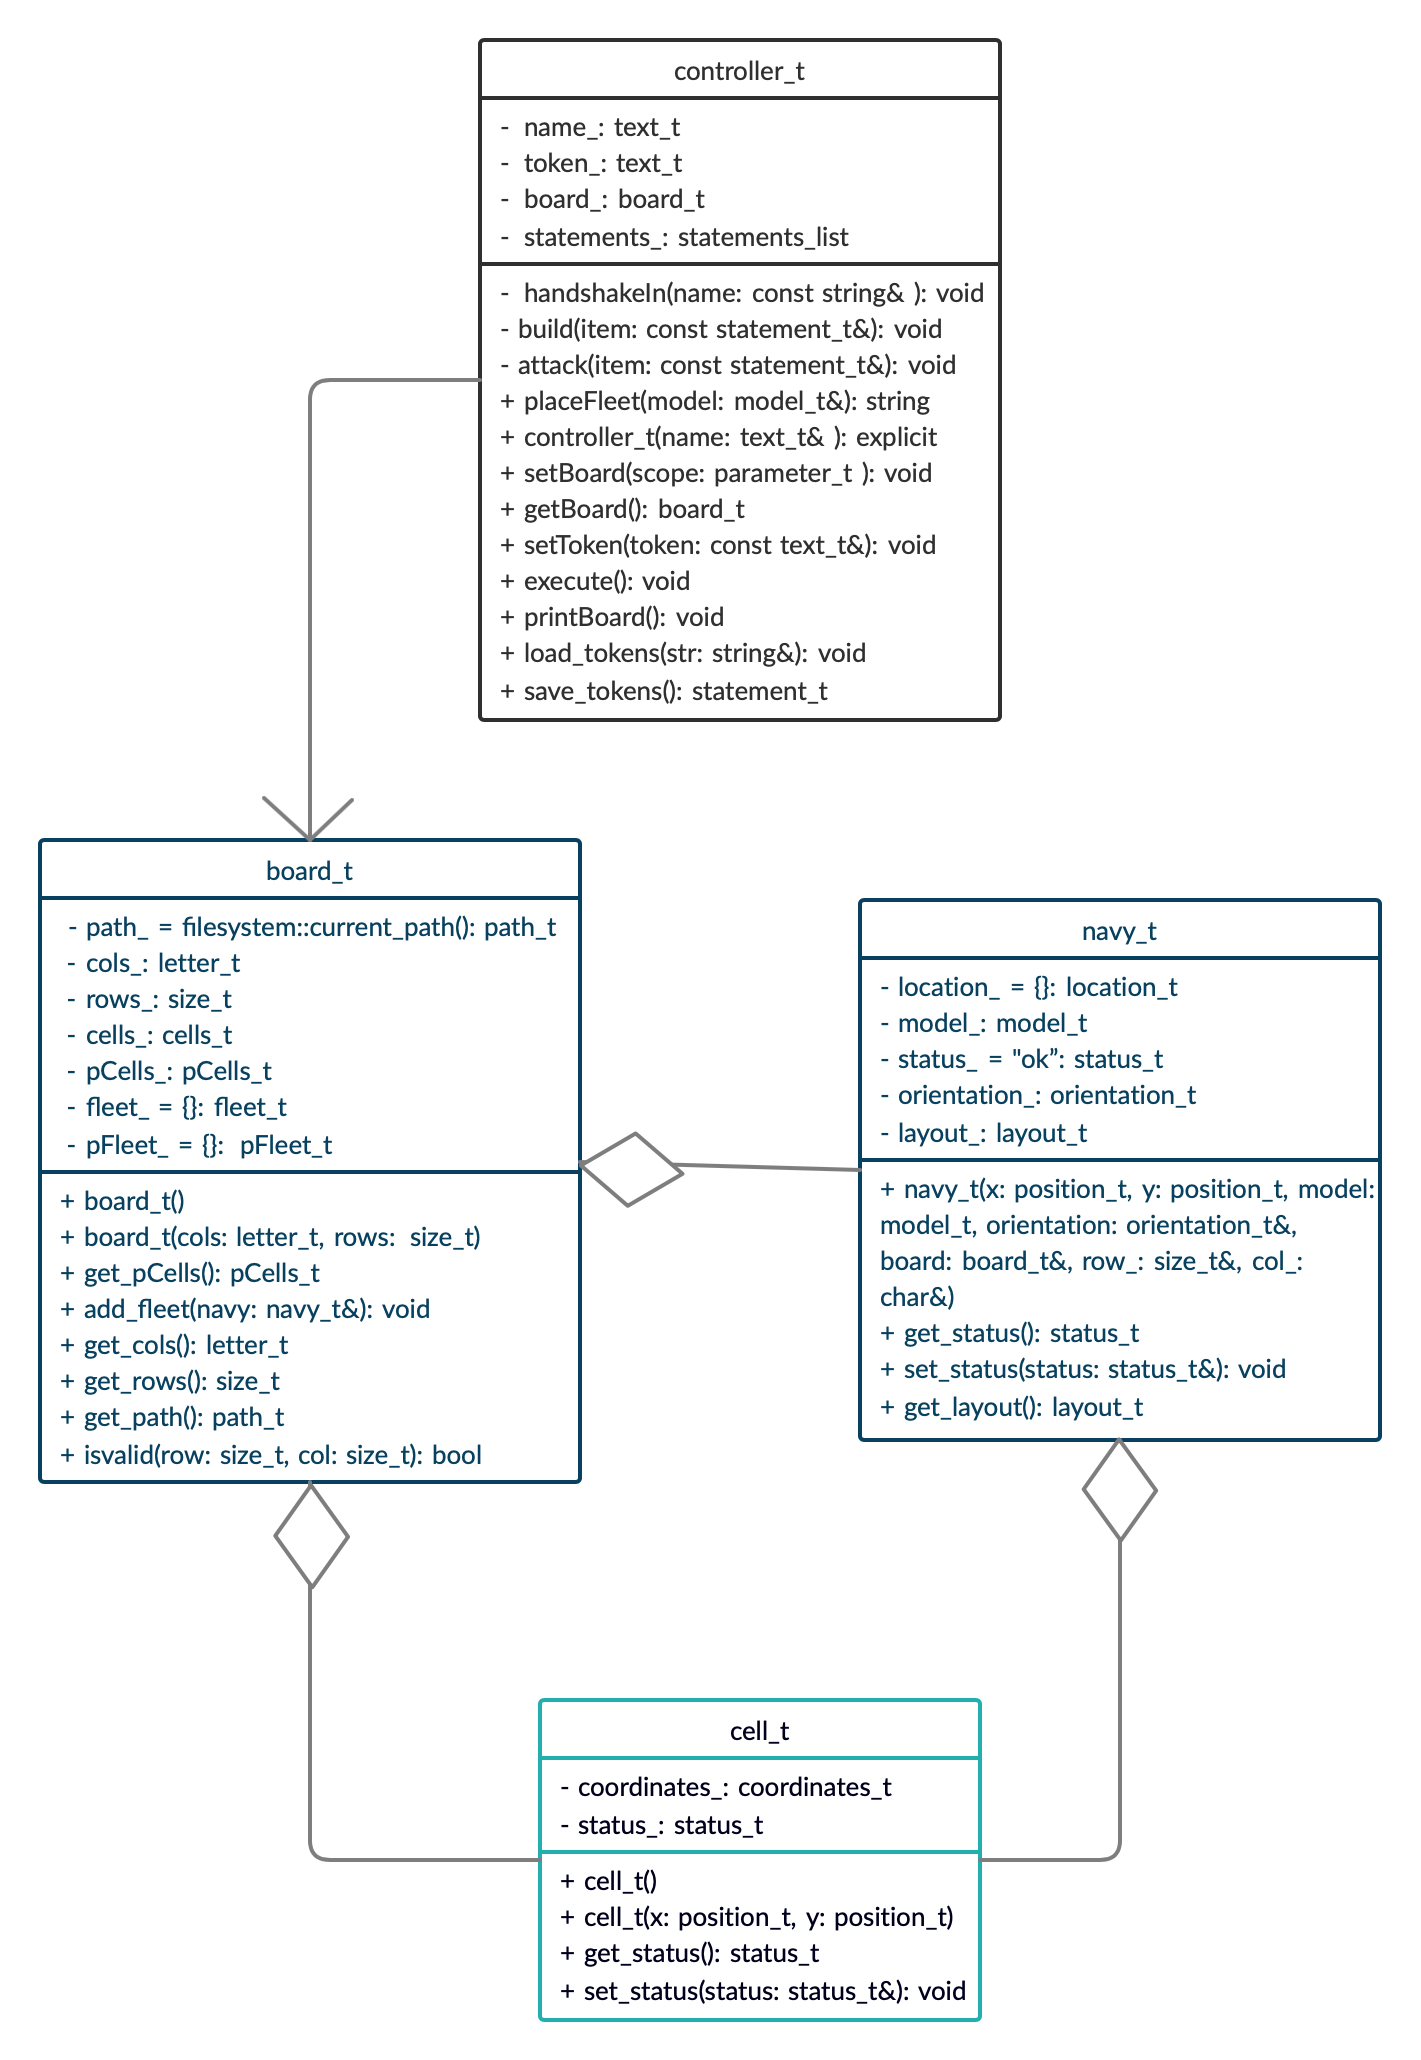 controller_t
- name_: text_t
- token_: text_t
- board_: board_t
- statements_: statements_list
- handshakeIn(name: const string& ): void
- build(item: const statement_t&): void
- attack(item: const statement_t&): void
+ placeFleet(model: model_t&): string
+ controller_t(name: text_t& ): explicit
+ setBoard(scope: parameter_t ): void
+ getBoard(): board_t
+ setToken(token: const text_t&): void
+ execute(): void
+ printBoard(): void
+ load_tokens(str: string&): void
+ save_tokens(): statement_t
board_t
- path_ = filesystem::current_path(): path_t
- cols_: letter_t
- rows_: size_t
- cells_: cells_t
- pCells_: pCells_t
- fleet_ = {}: fleet_t
- pFleet_ = {}: pFleet_t
+ board_t()
+ board_t(cols: letter_t, rows: size_t)
+ get_pCells(): pCells_t
+ add_fleet(navy: navy_t&): void
+ get_cols(): letter_t
+ get_rows(): size_t
+ get_path(): path_t
+ isvalid(row: size_t, col: size_t): bool
navy_t
- location_ = {}: location_t
- model_: model_t
- status_ = "ok”: status_t
- orientation_: orientation_t
- layout_: layout_t
+ navy_t(x: position_t, y: position_t, model:
model_t, orientation: orientation_t&,
board: board_t&, row_: size_t&, col_:
char&)
+ get_status(): status_t
+ set_status(status: status_t&): void
+ get_layout(): layout_t
cell_t
- coordinates_: coordinates_t
- status_: status_t
+ cell_t()
+ cell_t(x: position_t, y: position_t)
+ get_status(): status_t
+ set_status(status: status_t&): void